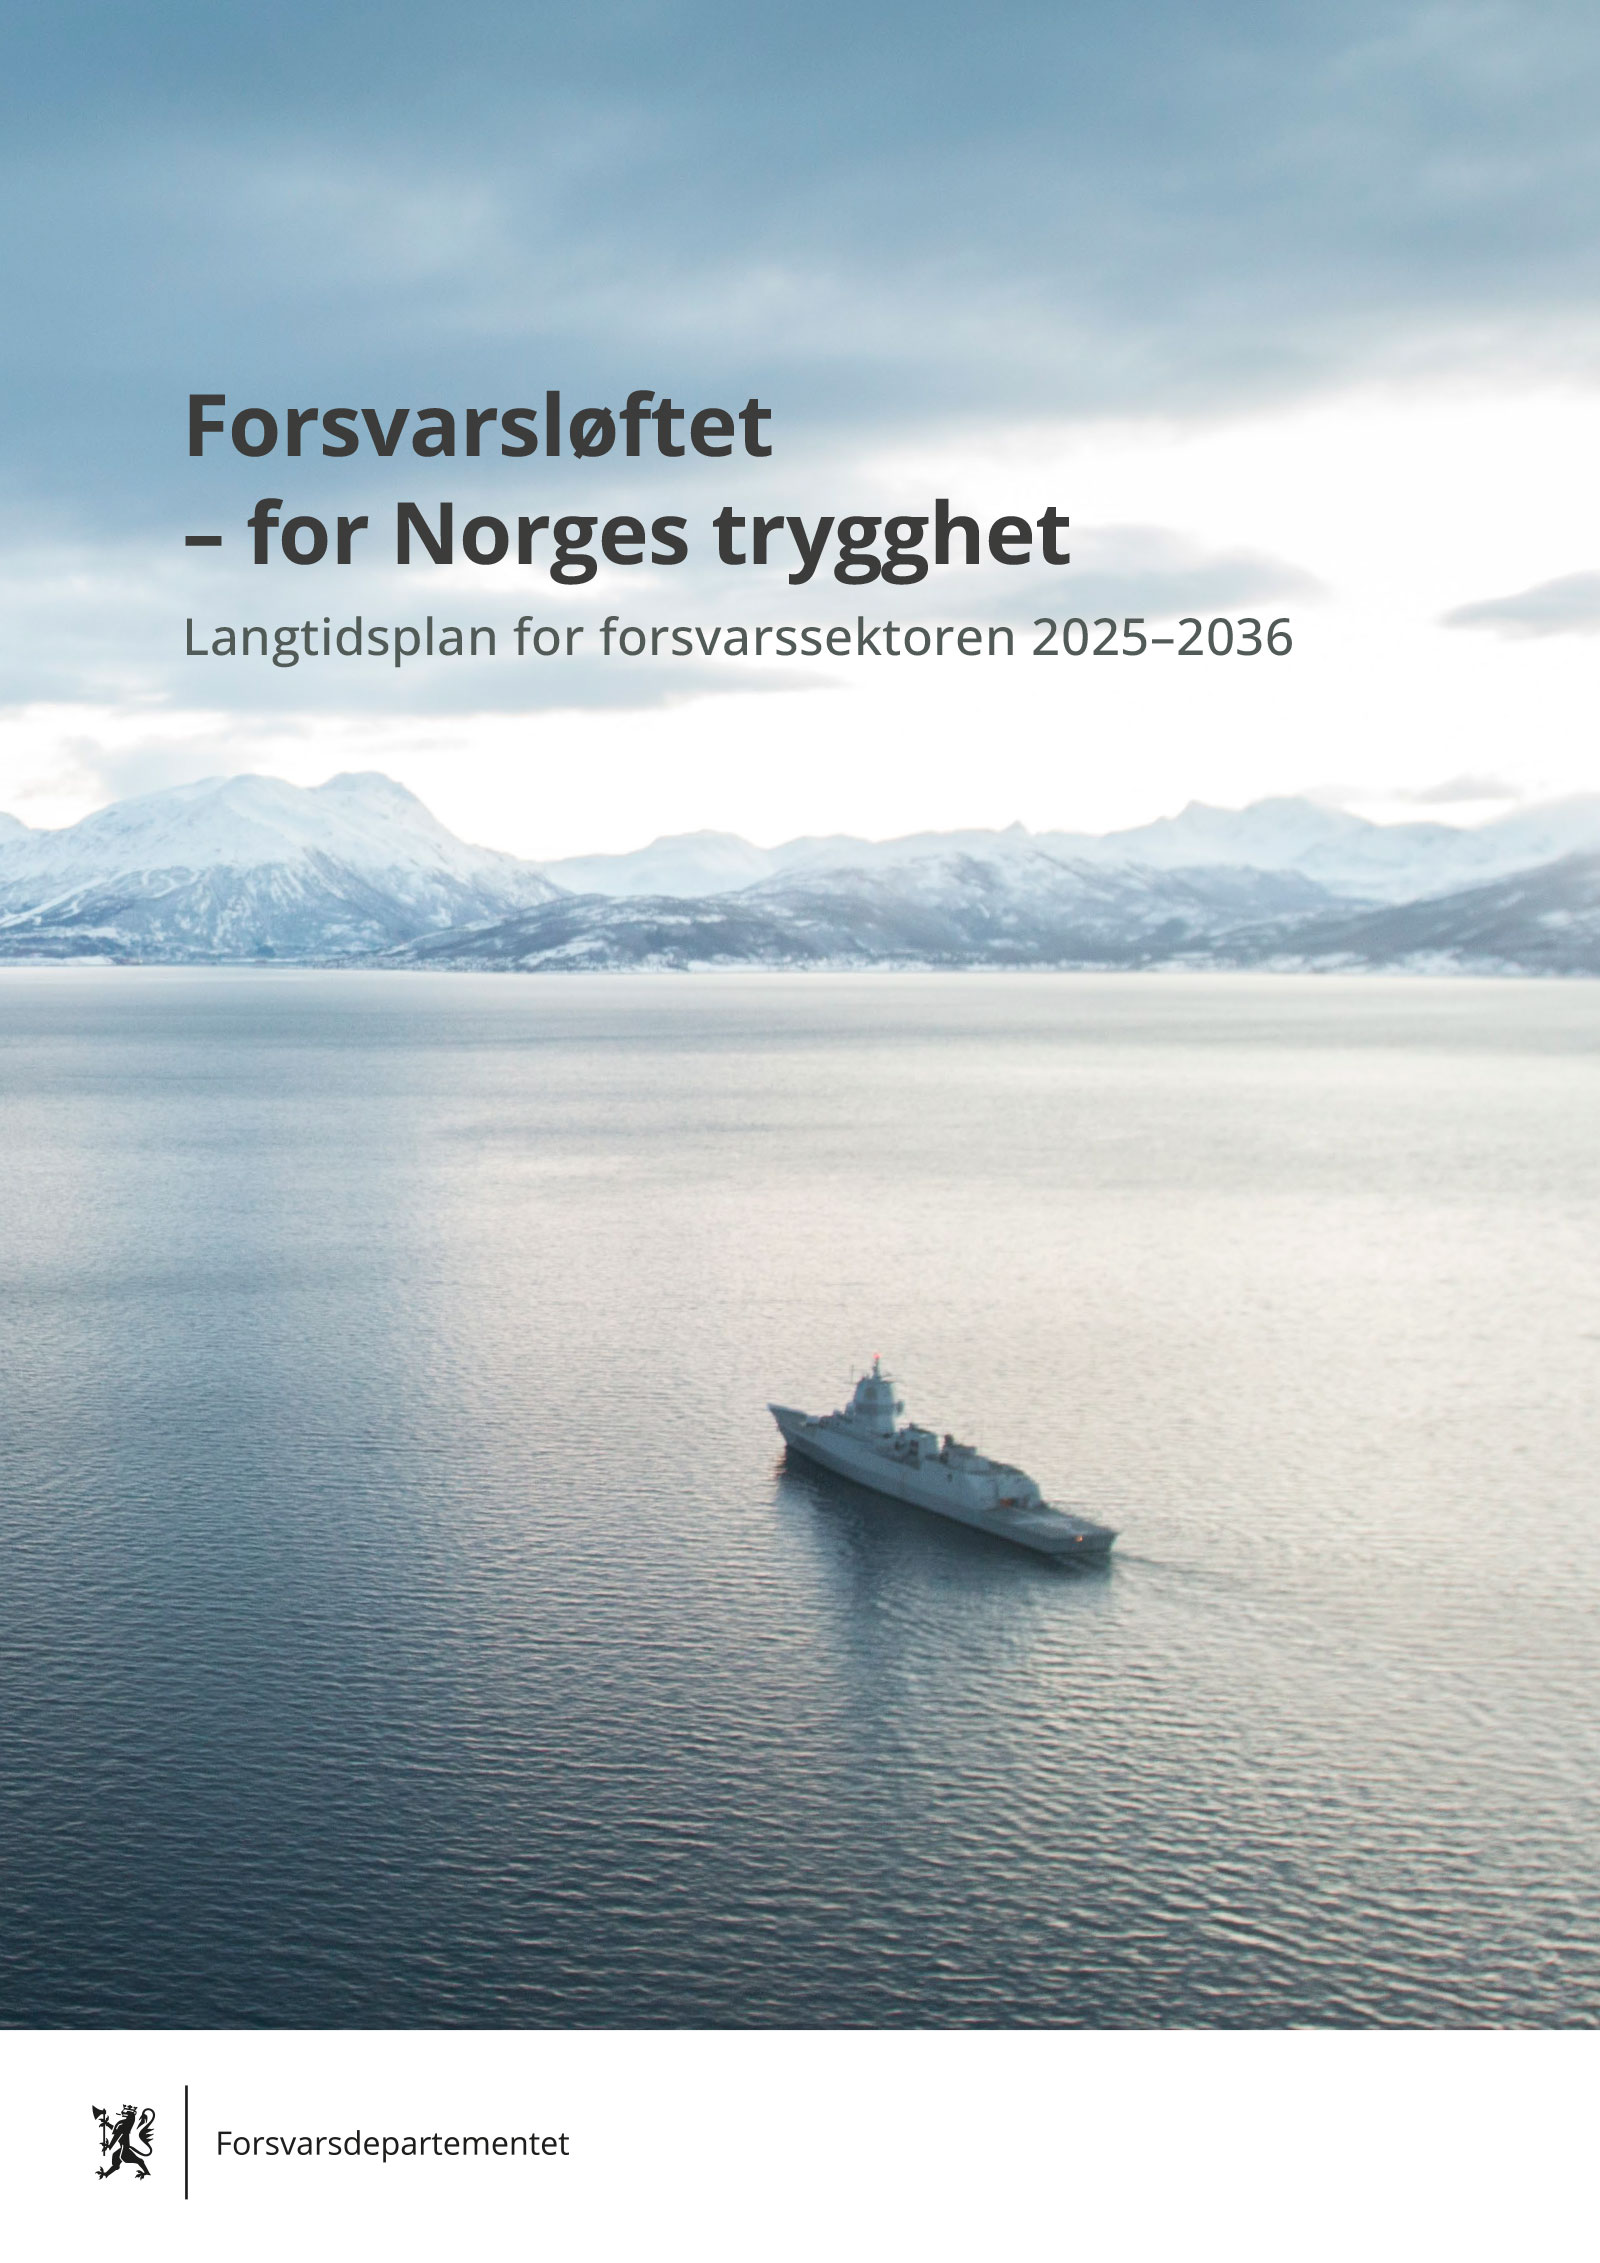 Forsvarsløftet
– for Norges trygghet
Langtidsplan for forsvarssektoren 2025–2036
Forsvarsdepartementet